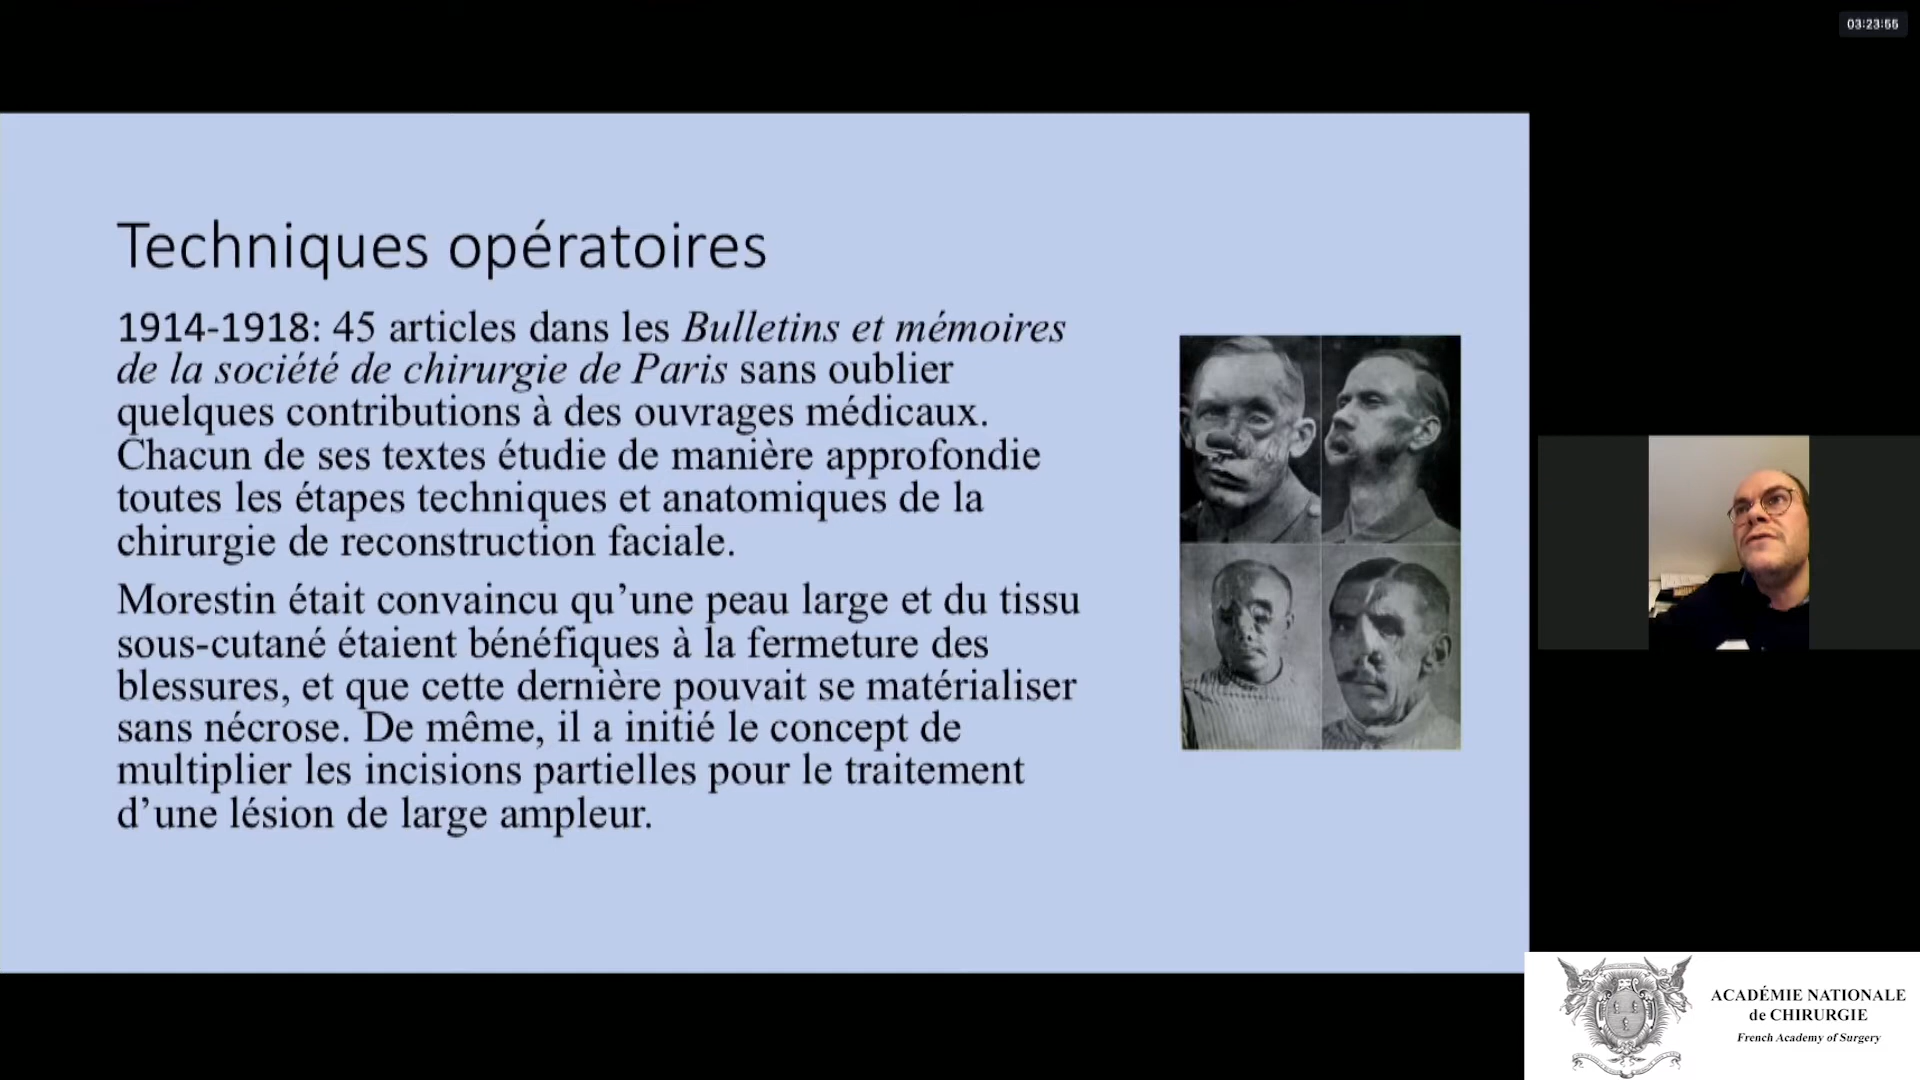 03:23:55
Techniques opératoires
1914-1918: 45 articles dans les Bulletins et mémoires
de la société de chirurgie de Paris sans oublier
quelques contributions à des ouvrages médicaux.
Chacun de ses textes étudie de manière approfondie
toutes les étapes techniques et anatomiques de la
chirurgie de reconstruction faciale.
Morestin était convaincu qu’une peau large et du tissu
sous-cutané étaient bénéfiques à la fermeture des
blessures, et que cette dernière pouvait se matérialiser
sans nécrose. De même, il a initié le concept de
multiplier les incisions partielles pour le traitement
d’une lésion de large ampleur.
ACADÉMIE NATIONALE
de CHIRURGIE
French Academy of Surgery